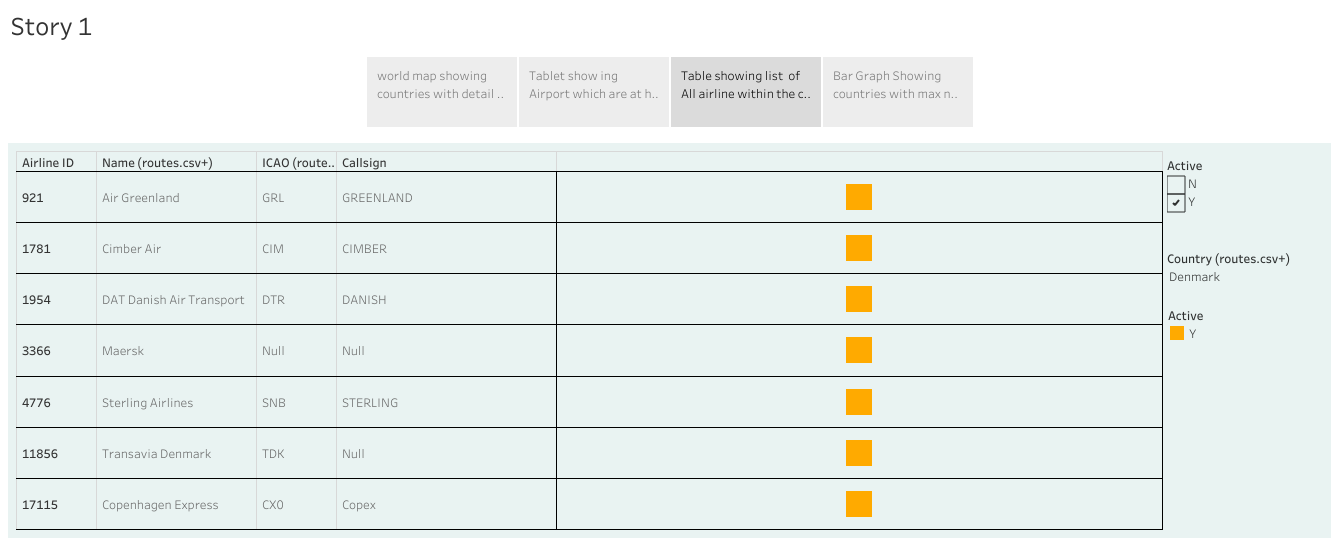 Story 1
world map showing
countries with detail ..
Tablet show ing
Airport which are at h..
Table showing list  of
All airline within the c..
Bar Graph Showing
countries with max n..
Airline ID Name (routes.csv+) ICAO (route.. Callsign
921 Air Greenland GRL GREENLAND
1781 Cimber Air CIM CIMBER
1954 DAT Danish Air Transport DTR DANISH
3366 Maersk Null Null
4776 Sterling Airlines SNB STERLING
11856 Transavia Denmark TDK Null
17115 Copenhagen Express CX0 Copex
Active
N
Y
Country (routes.csv+)
Denmark
Active
Y